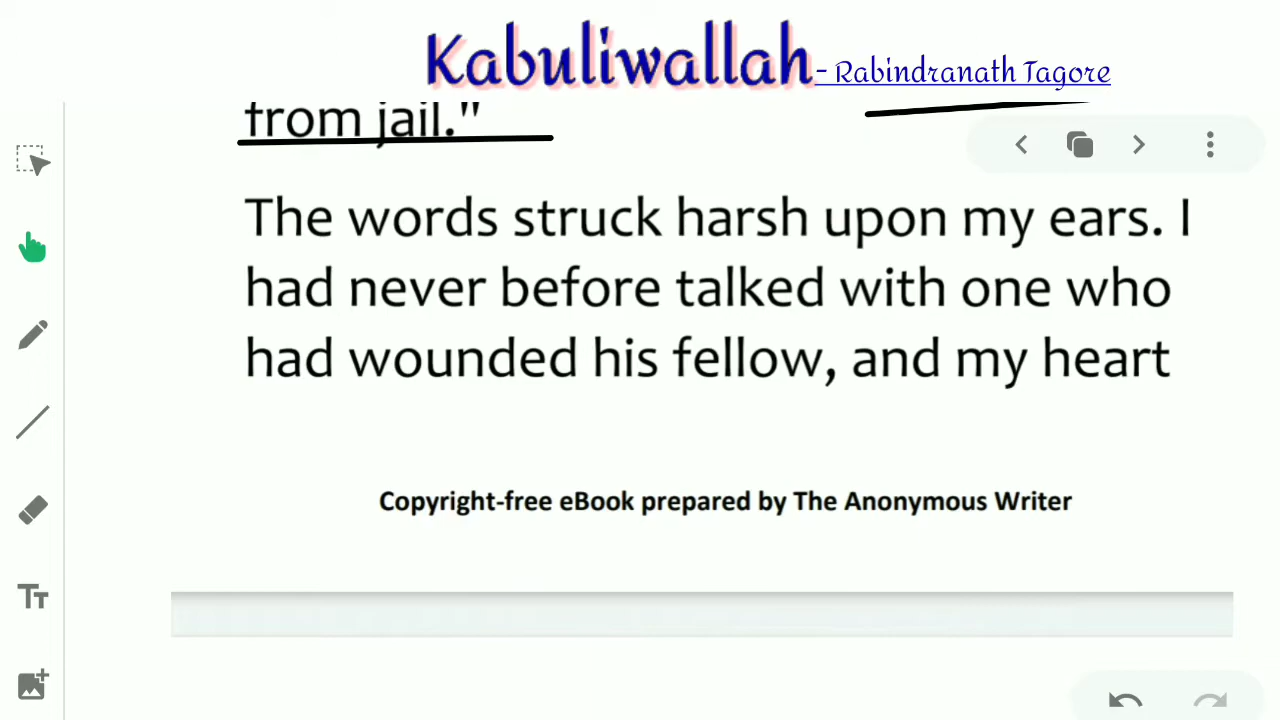 Kabuliwallah - Rabindranath Tagore
from jail."
The words struck harsh upon my ears. I
had never before talked with one who
had wounded his fellow, and my heart
Copyright-free eBook prepared by The Anonymous Writer
TT